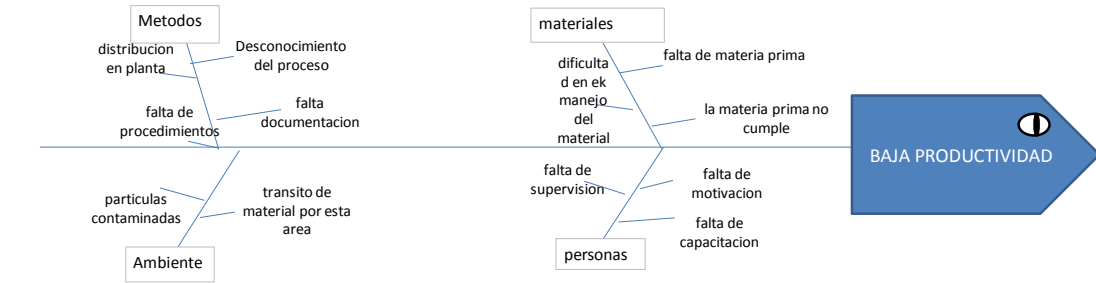 Metodos
distribucion
en planta
Desconocimiento
del proceso
falta de
procedimientos
falta
documentacion
materiales
dificulta
d en ek
manejo
del
material
falta de materia prima
la materia prima no
cumple
BAJA PRODUCTIVIDAD
particulas
contaminadas
transito de
material por esta
area
Ambiente
falta de
supervision
falta de
motivacion
falta de
capacitacion
personas